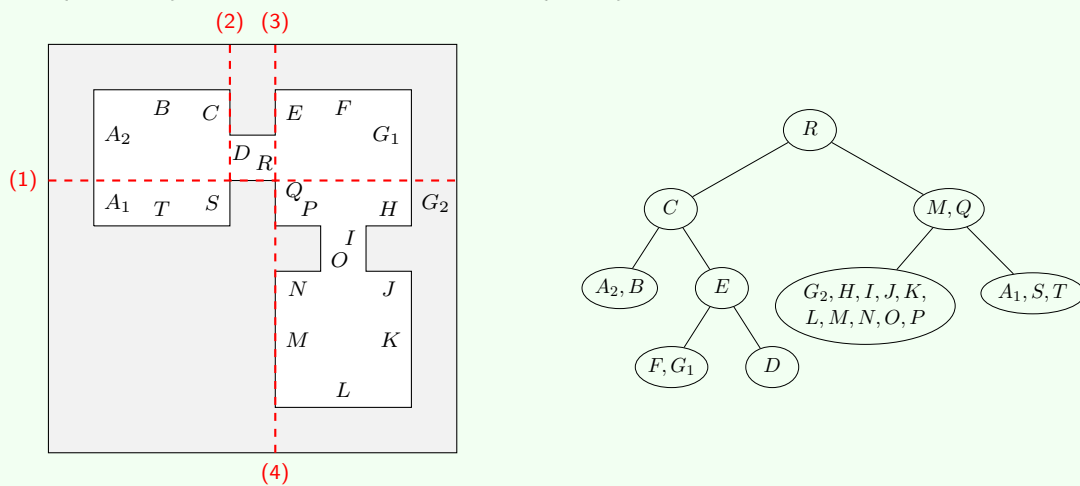 (2) (3)
B C E F
A₂ G₁
D R
(1)
Q
A₁ T S P H G₂
I
O
N J
M K
L
(4)
R
C M, Q
A₂, B E G₂, H, I, J, K,
L, M, N, O, P A₁, S, T
F, G₁ D